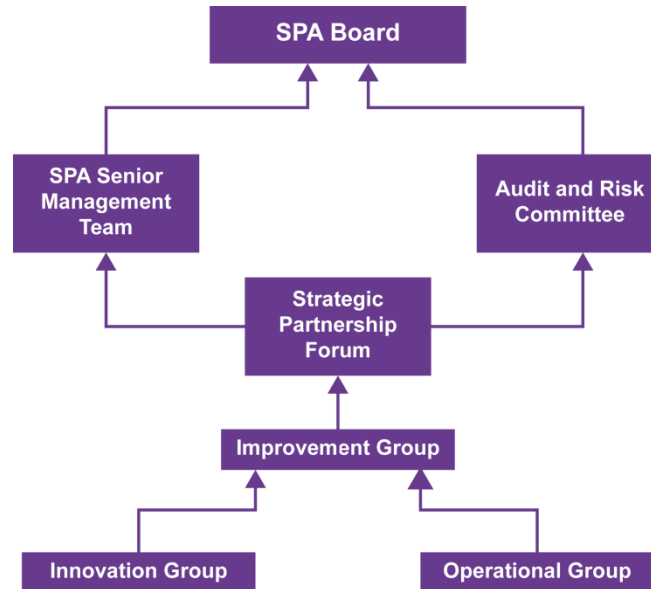 SPA Board
SPA Senior
Management
Team
Audit and Risk
Committee
Strategic
Partnership
Forum
Improvement Group
Innovation Group
Operational Group